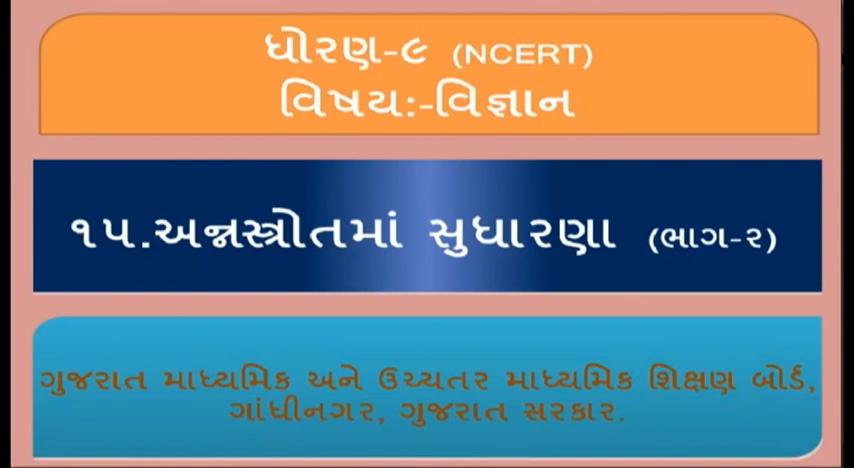 ધોરણ-૯ (NCERT)
વિષય:-વિજ્ઞાન
૧૫.અન્નસ્ત્રોતમાં સુધારણા (ભાગ-૨)
ગુજરાત માધ્યમિક અને ઉચ્ચતર માધ્યમિક શિક્ષણ બોર્ડ,
ગાંધીનગર, ગુજરાત સરકાર.